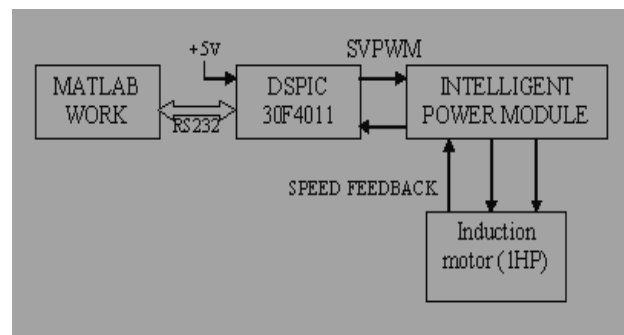 +5V
SVPWM
MATLAB
WORK
RS232
DSPIC
30F4011
INTELLIGENT
POWER MODULE
SPEED FEEDBACK
Induction
motor (1HP)